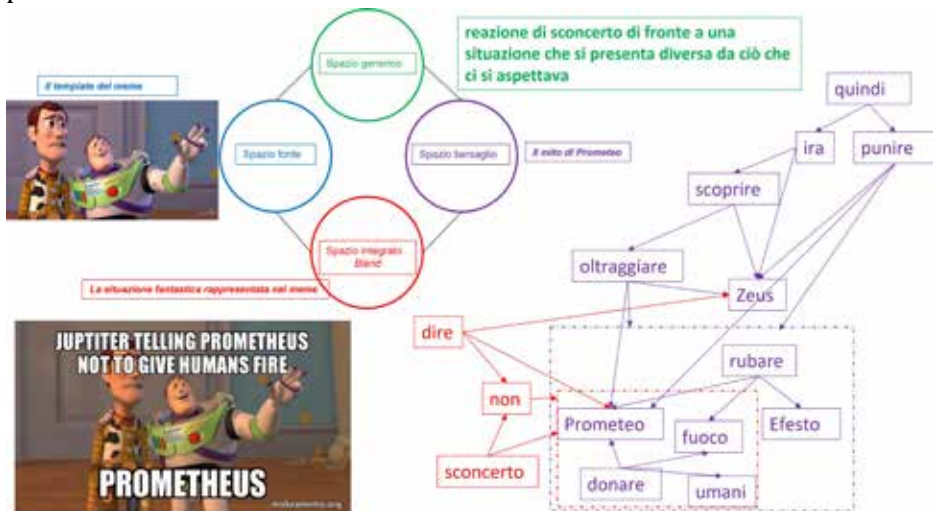 reazione di sconcerto di fronte a una
situazione che si presenta diversa da ciò che
ci si aspettava
Spazio generico
Il template del meme
Spazio fonte
Spazio bersaglio
Il mito di Prometeo
Spazio integrato
Blend
La situazione fantastica rappresentata nel meme
JUPTITER TELLING PROMETHEUS
NOT TO GIVE HUMANS FIRE
PROMETHEUS
makeameme.org
quindi
ira
punire
scoprire
oltraggiare
Zeus
dire
rubare
non
Prometeo
fuoco
Efesto
sconcerto
donare
umani